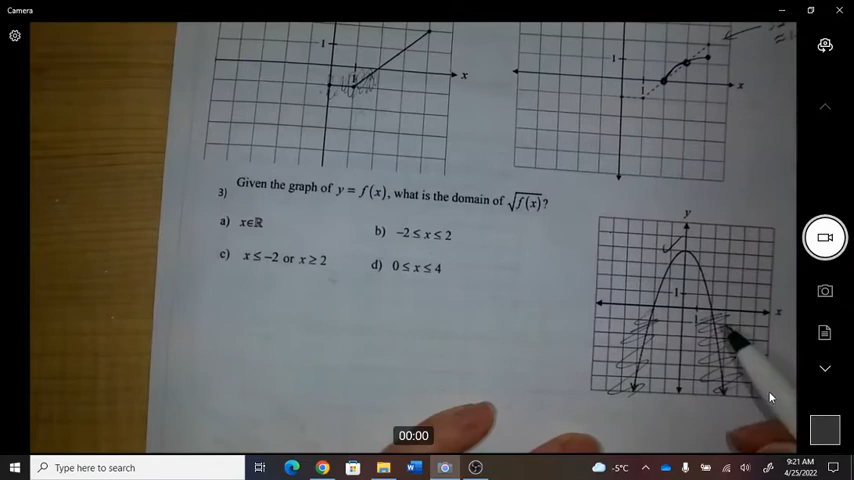 Camera
1
x
1
1
x
3) Given the graph of y = f(x), what is the domain of √f(x)?
a) x∈ℝ
b) −2 ≤ x ≤ 2
c) x ≤ −2 or x ≥ 2
d) 0 ≤ x ≤ 4
y
1
1
x
00:00
Type here to search
-5°C
9:21 AM
4/25/2022